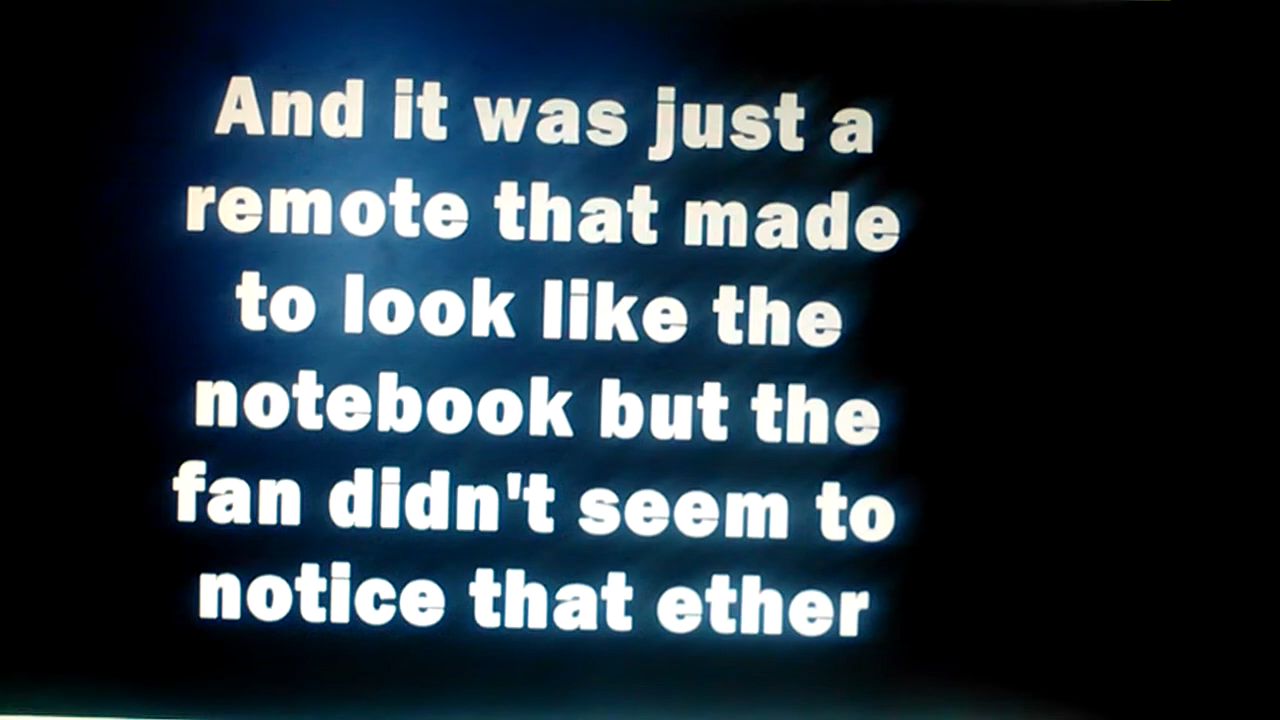 And it was just a
remote that made
to look like the
notebook but the
fan didn't seem to
notice that ether